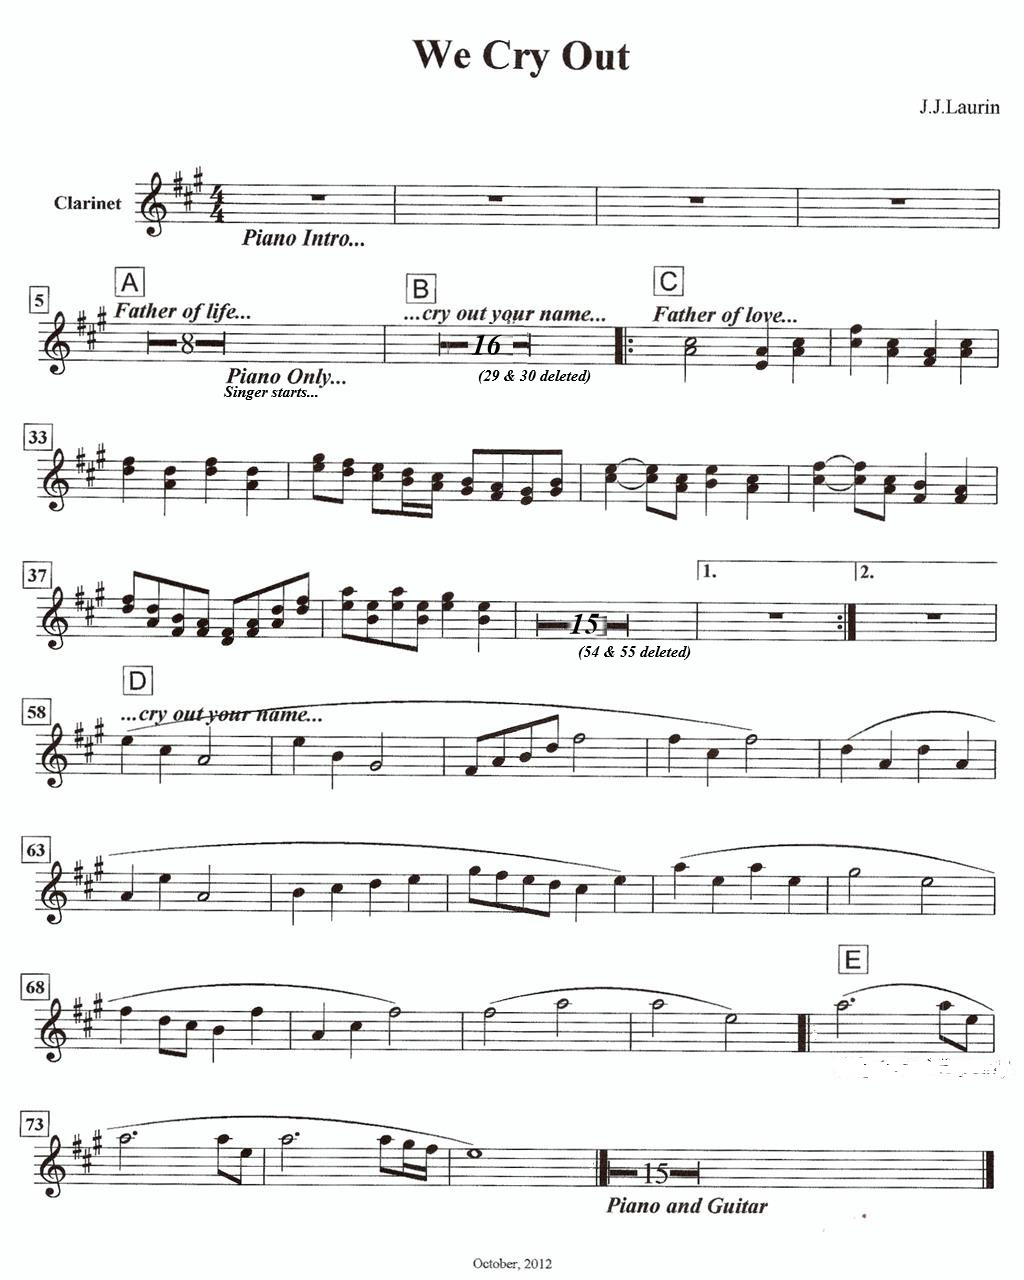 We Cry Out
J.J.Laurin
Clarinet
4
4
Piano Intro...
5
A
B
C
Father of life...
...cry out your name...
Father of love...
8
16
Piano Only...
(29 & 30 deleted)
Singer starts...
33
37
1.
2.
15
(54 & 55 deleted)
D
58
...cry out your name...
63
68
E
73
15
Piano and Guitar
October, 2012